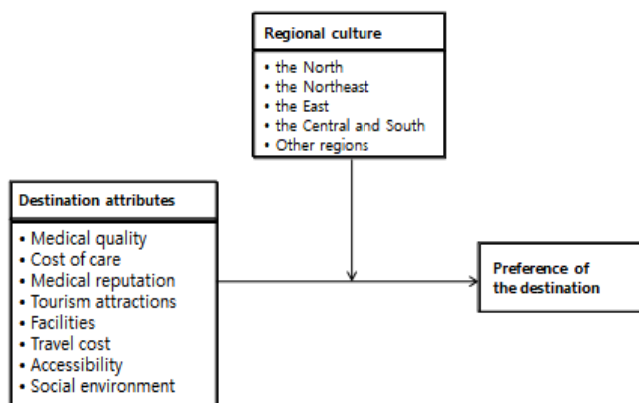 Regional culture
• the North
• the Northeast
• the East
• the Central and South
• Other regions
Destination attributes
• Medical quality
• Cost of care
• Medical reputation
• Tourism attractions
• Facilities
• Travel cost
• Accessibility
• Social environment
Preference of
the destination